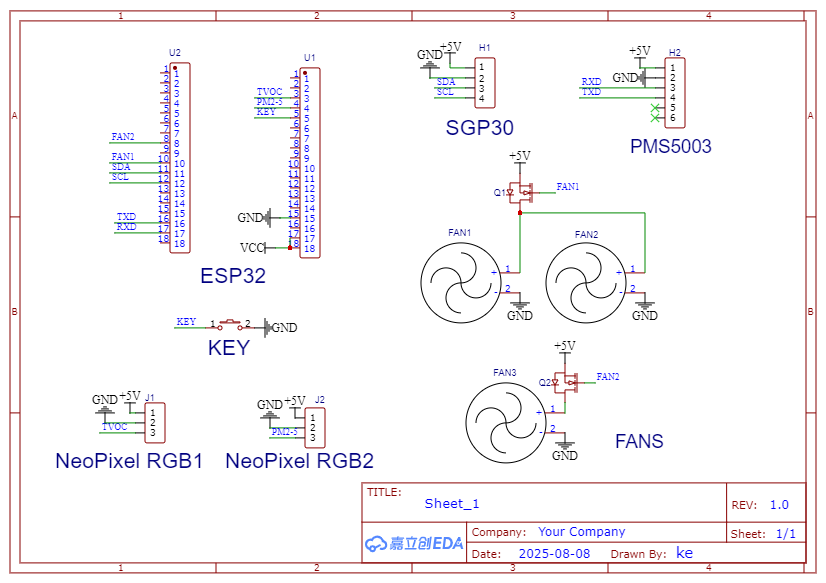 1 2 3 4
A A
B B
U2
1 1
2 2
3 3
4 4
5 5
6 6
7 7
FAN2 8 8
9 9
FAN1 10 10
SDA 11 11
SCL 12 12
13 13
14 14
15 15
TXD 16 16
RXD 17 17
18 18
U1
1 1
2 2
TVOC 3 3
PM2-5 4 4
KEY 5 5
6 6
7 7
8 8
9 9
10 10
11 11
12 12
13 13
14 14
GND 15 15
16 16
17 17
VCC 18 18
ESP32
GND +5V H1
1
2
SDA 3
SCL 4
SGP30
+5V H2
1
GND 2
RXD 3
TXD 4
5
6
PMS5003
+5V
Q1 FAN1
FAN1 FAN2
+ 1 + 1
- 2 - 2
GND GND
KEY 1 2 GND
KEY
+5V
Q2 FAN2
FAN3
+ 1
- 2
GND
FANS
GND +5V J1
1
2
TVOC 3
NeoPixel RGB1
GND +5V J2
1
2
PM2-5 3
NeoPixel RGB2
TITLE:
Sheet_1
REV: 1.0
嘉立创EDA
Company: Your Company
Sheet: 1/1
Date: 2025-08-08 Drawn By: ke
1 2 3 4